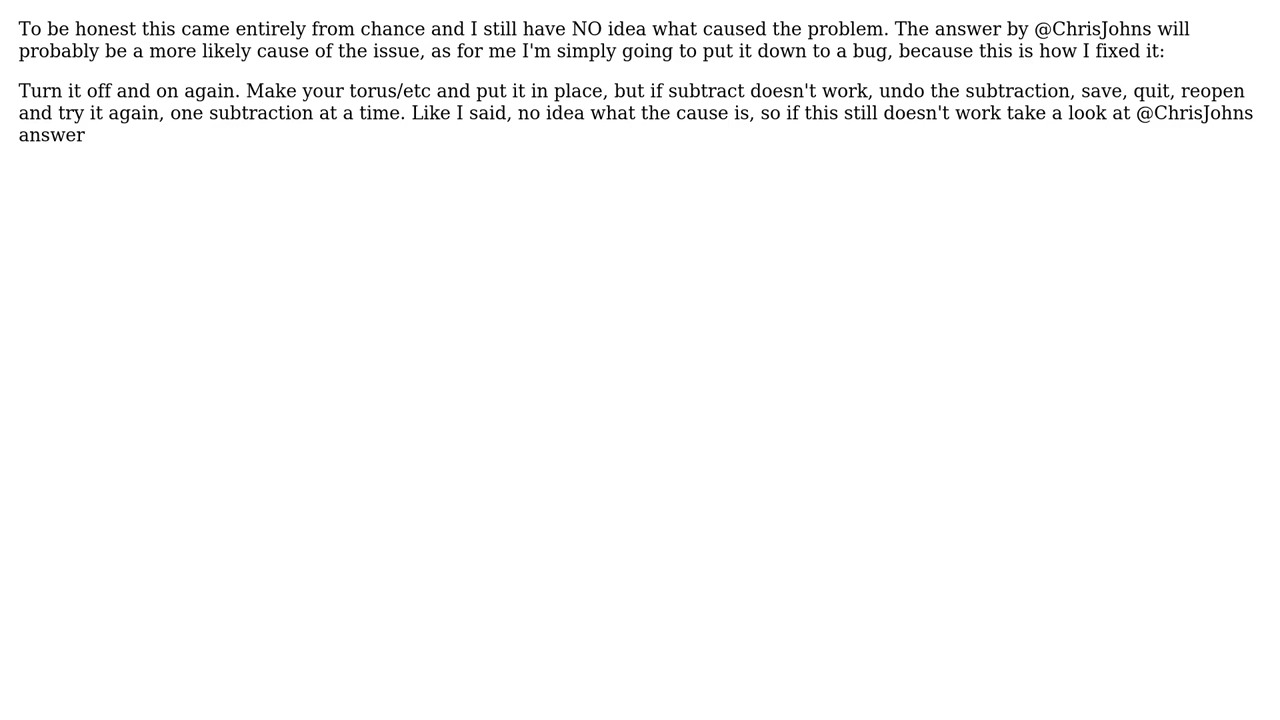 To be honest this came entirely from chance and I still have NO idea what caused the problem. The answer by @ChrisJohns will
probably be a more likely cause of the issue, as for me I'm simply going to put it down to a bug, because this is how I fixed it:
Turn it off and on again. Make your torus/etc and put it in place, but if subtract doesn't work, undo the subtraction, save, quit, reopen
and try it again, one subtraction at a time. Like I said, no idea what the cause is, so if this still doesn't work take a look at @ChrisJohns
answer